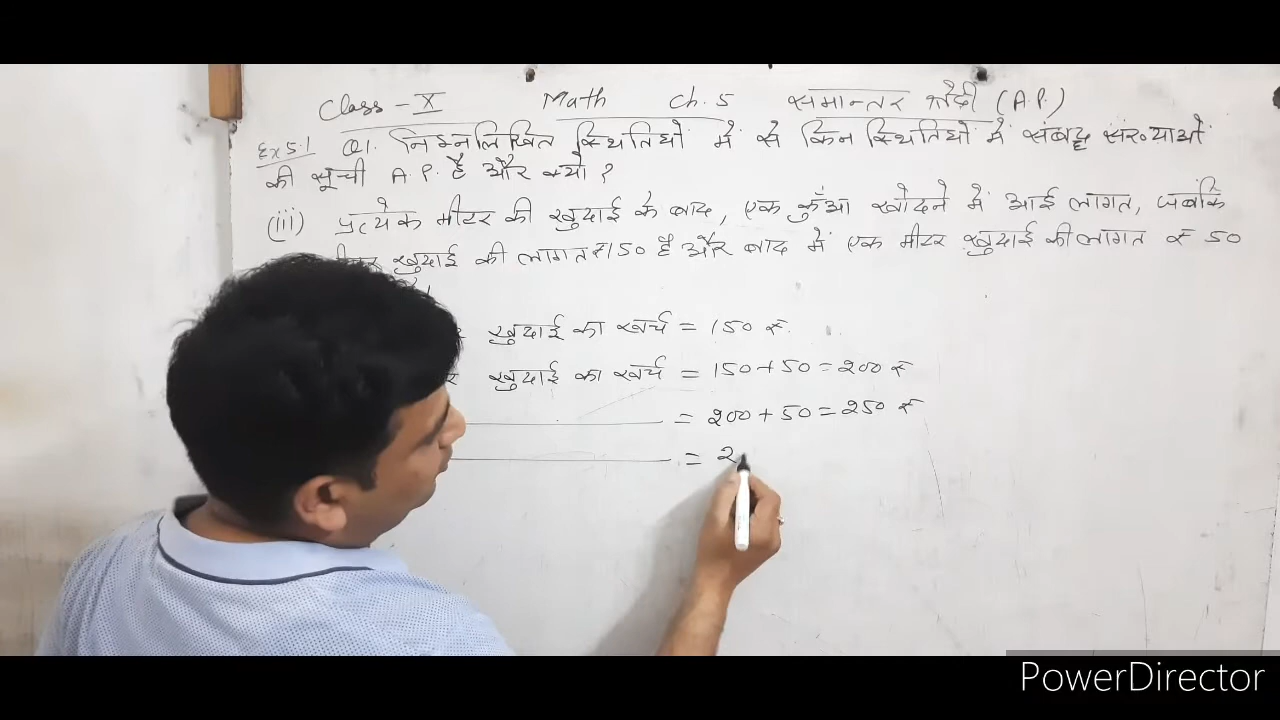 Class - X Math Ch. 5 समान्तर श्रेढ़ी (A.P.)
Ex 5.1 Q1. निम्नलिखित स्थितियों में से किन स्थितियों में संबद्ध संख्याओं
की सूची A.P. है और क्यों ?
(iii) प्रत्येक मीटर की खुदाई के बाद, एक कुँआ खोदने में आई लागत, जबकि
खुदाई की लागत ₹150 है और बाद में एक मीटर खुदाई की लागत ₹ 50
खुदाई का खर्च = 150 ₹.
खुदाई का खर्च = 150+50 = 200 ₹
= 200 + 50 = 250 ₹
= 2
PowerDirector